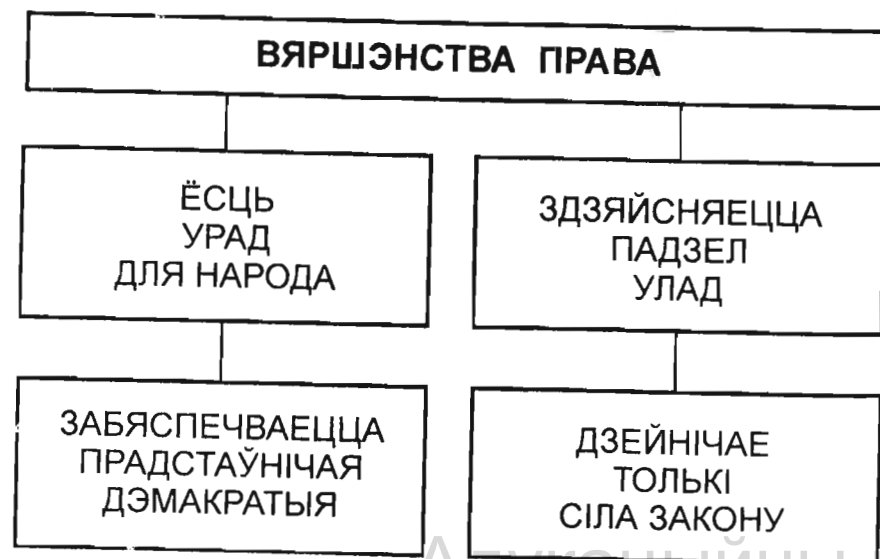 ВЯРШЭНСТВА ПРАВА
ЁСЦЬ
УРАД
ДЛЯ НАРОДА
ЗДЗЯЙСНЯЕЦЦА
ПАДЗЕЛ
УЛАД
ЗАБЯСПЕЧВАЕЦЦА
ПРАДСТАЎНІЧАЯ
ДЭМАКРАТЫЯ
ДЗЕЙНІЧАЕ
ТОЛЬКІ
СІЛА ЗАКОНУ